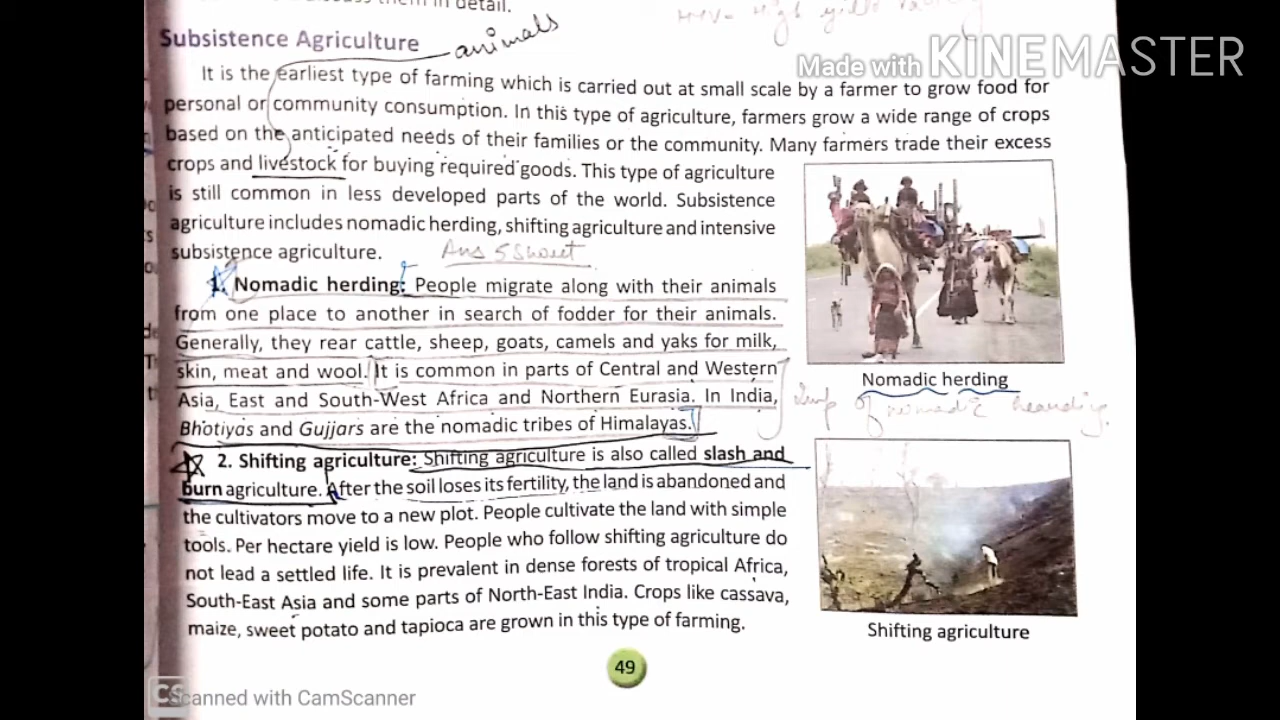 detail.
Made with KINEMASTER
Subsistence Agriculture
animals
It is the earliest type of farming which is carried out at small scale by a farmer to grow food for
personal or community consumption. In this type of agriculture, farmers grow a wide range of crops
based on the anticipated needs of their families or the community. Many farmers trade their excess
crops and livestock for buying required goods. This type of agriculture
is still common in less developed parts of the world. Subsistence
agriculture includes nomadic herding, shifting agriculture and intensive
subsistence agriculture.
Ans 5
1. Nomadic herding: People migrate along with their animals
from one place to another in search of fodder for their animals.
Generally, they rear cattle, sheep, goats, camels and yaks for milk,
skin, meat and wool. It is common in parts of Central and Western
Asia, East and South-West Africa and Northern Eurasia. In India,
Bhotiyas and Gujjars are the nomadic tribes of Himalayas.
Nomadic herding
of nomadic
2. Shifting agriculture: Shifting agriculture is also called slash and
burn agriculture. After the soil loses its fertility, the land is abandoned and
the cultivators move to a new plot. People cultivate the land with simple
tools. Per hectare yield is low. People who follow shifting agriculture do
not lead a settled life. It is prevalent in dense forests of tropical Africa,
South-East Asia and some parts of North-East India. Crops like cassava,
maize, sweet potato and tapioca are grown in this type of farming.
Shifting agriculture
49
CS
Scanned with CamScanner